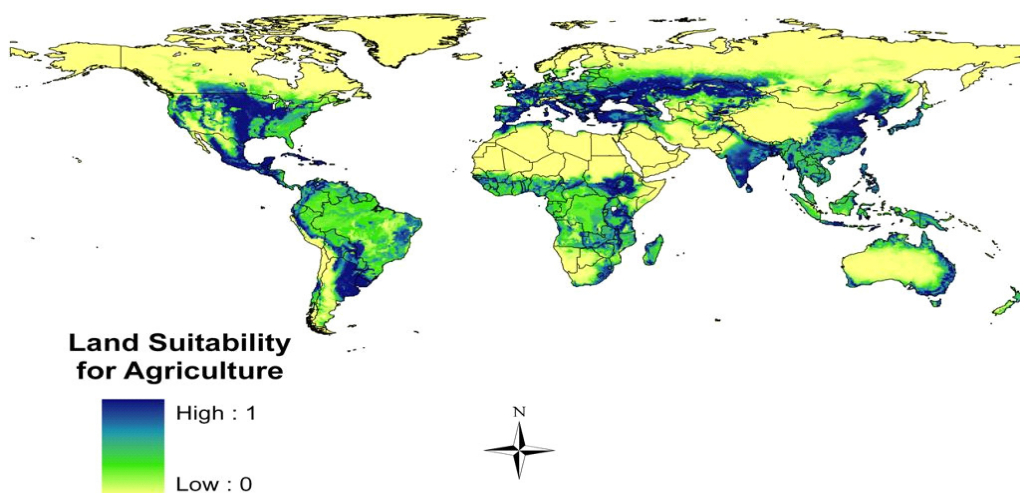 Land Suitability
for Agriculture
High : 1
Low : 0
N